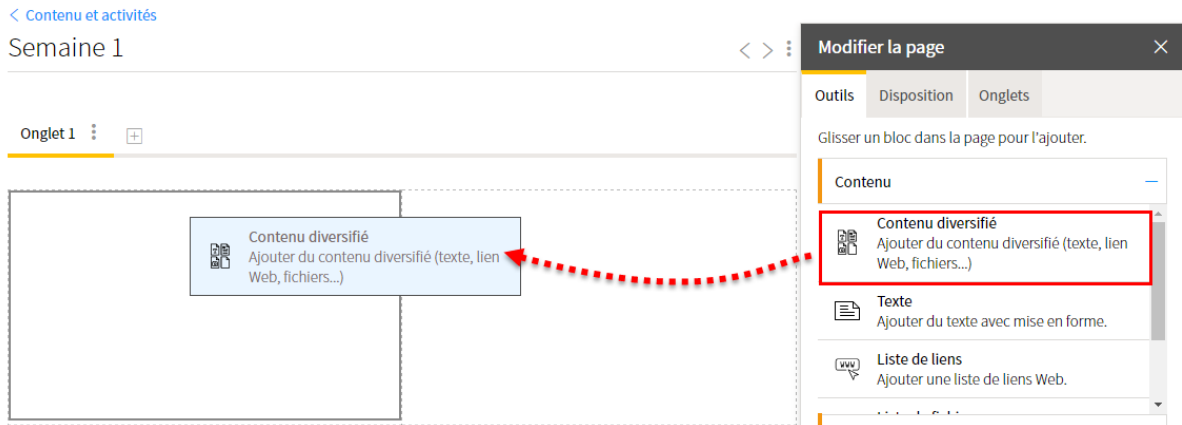 < Contenu et activités
Semaine 1
Onglet 1
Contenu diversifié
Ajouter du contenu diversifié (texte, lien
Web, fichiers...)
Modifier la page
Outils Disposition Onglets
Glisser un bloc dans la page pour l'ajouter.
Contenu
Contenu diversifié
Ajouter du contenu diversifié (texte, lien
Web, fichiers...)
Texte
Ajouter du texte avec mise en forme.
Liste de liens
Ajouter une liste de liens Web.